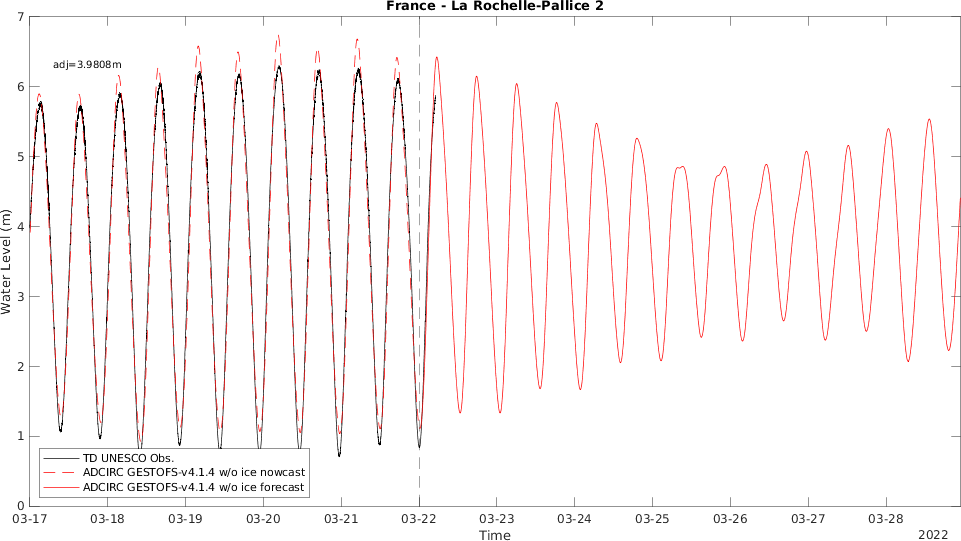 France - La Rochelle-Pallice 2
adj=3.9808m
Water Level (m)
7
6
5
4
3
2
1
0
TD UNESCO Obs.
ADCIRC GESTOFS-v4.1.4 w/o ice nowcast
ADCIRC GESTOFS-v4.1.4 w/o ice forecast
03-17 03-18 03-19 03-20 03-21 03-22 03-23 03-24 03-25 03-26 03-27 03-28
Time
2022